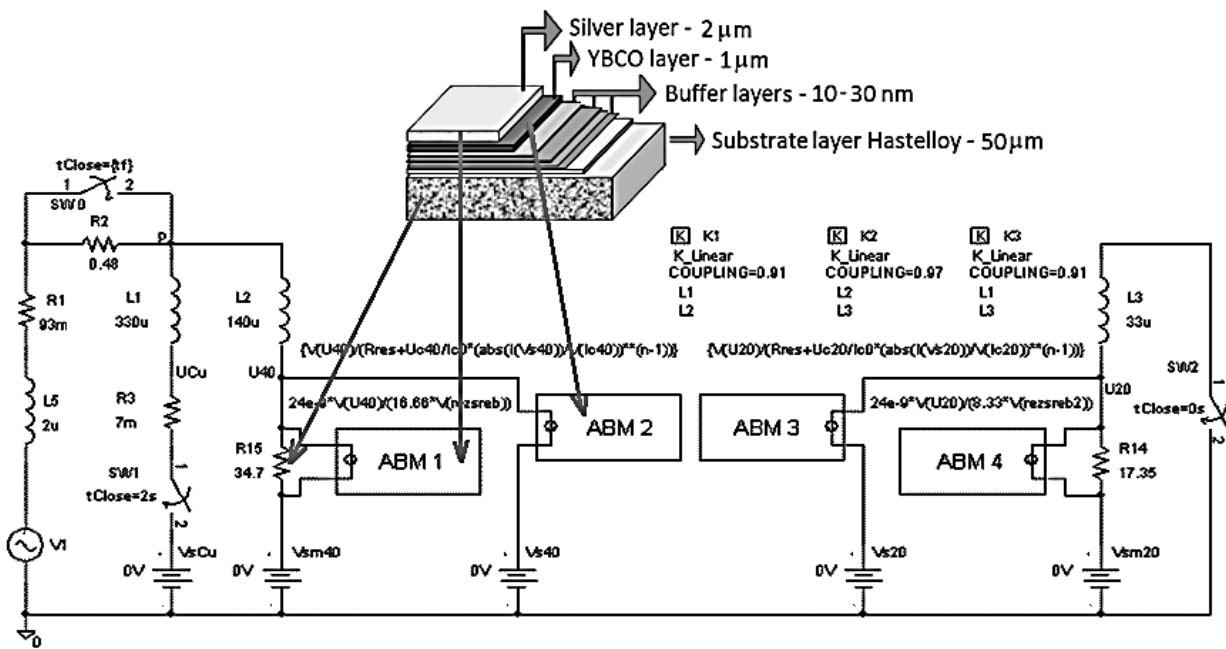 Silver layer - 2 μm
YBCO layer - 1μm
Buffer layers - 10-30 nm
Substrate layer Hastelloy - 50μm
tClose={tf}
1
2
SW0
R2
0.48
P
R1
93m
L1
330u
L2
140u
K K1
K_Linear
COUPLING=0.91
L1
L2
K K2
K_Linear
COUPLING=0.97
L2
L3
K K3
K_Linear
COUPLING=0.91
L1
L3
L3
33u
{V(U40)/(Rres+Uc40/Ic0*(abs(I(Vs40))/V(Ic40))**(n-1))}
{V(U20)/(Rres+Uc20/Ic0*(abs(I(Vs20))/V(Ic20))**(n-1))}
UCu
U40
U20
SW2
1
tClose=0s
2
L5
2u
R3
7m
24e-9*V(U40)/(16.66*V(rezsreb))
24e-9*V(U20)/(8.33*V(rezsreb2))
ABM 2
ABM 3
R15
34.7
ABM 1
ABM 4
R14
17.35
SW1
1
tClose=2s
2
V1
VsCu
0V
Vsm40
0V
Vs40
0V
Vs20
0V
Vsm20
0V
0